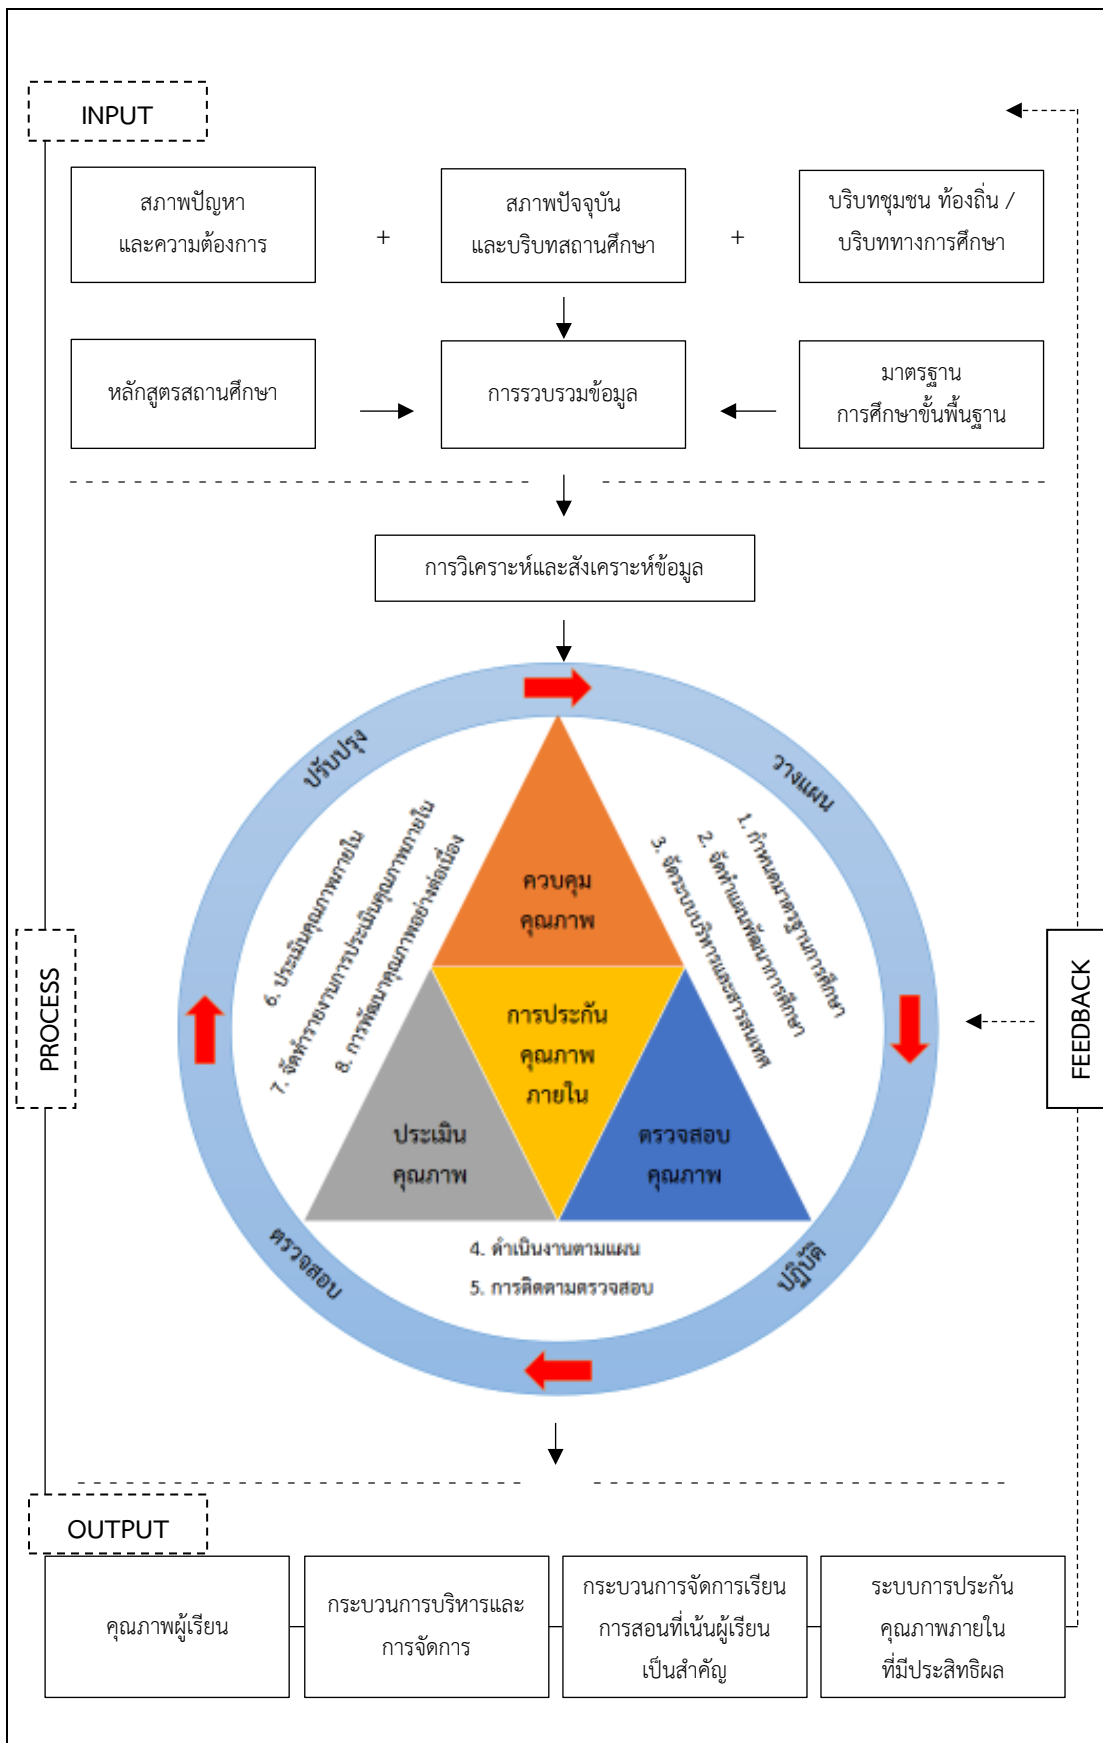 INPUT
สภาพปัญหา
และความต้องการ
+
สภาพปัจจุบัน
และบริบทสถานศึกษา
+
บริบทชุมชน ท้องถิ่น /
บริบททางการศึกษา
หลักสูตรสถานศึกษา
การรวบรวมข้อมูล
มาตรฐาน
การศึกษาขั้นพื้นฐาน
การวิเคราะห์และสังเคราะห์ข้อมูล
PROCESS
ปรับปรุง
วางแผน
ปฏิบัติ
ตรวจสอบ
ควบคุม
คุณภาพ
การประกัน
คุณภาพ
ภายใน
ประเมิน
คุณภาพ
ตรวจสอบ
คุณภาพ
1. กำหนดมาตรฐานการศึกษา
2. จัดทำแผนพัฒนาการศึกษา
3. จัดระบบบริหารและสารสนเทศ
4. ดำเนินงานตามแผน
5. การติดตามตรวจสอบ
6. ประเมินคุณภาพภายใน
7. จัดทำรายงานการประเมินคุณภาพภายใน
8. การพัฒนาคุณภาพอย่างต่อเนื่อง
FEEDBACK
OUTPUT
คุณภาพผู้เรียน
กระบวนการบริหารและ
การจัดการ
กระบวนการจัดการเรียน
การสอนที่เน้นผู้เรียน
เป็นสำคัญ
ระบบการประกัน
คุณภาพภายใน
ที่มีประสิทธิผล